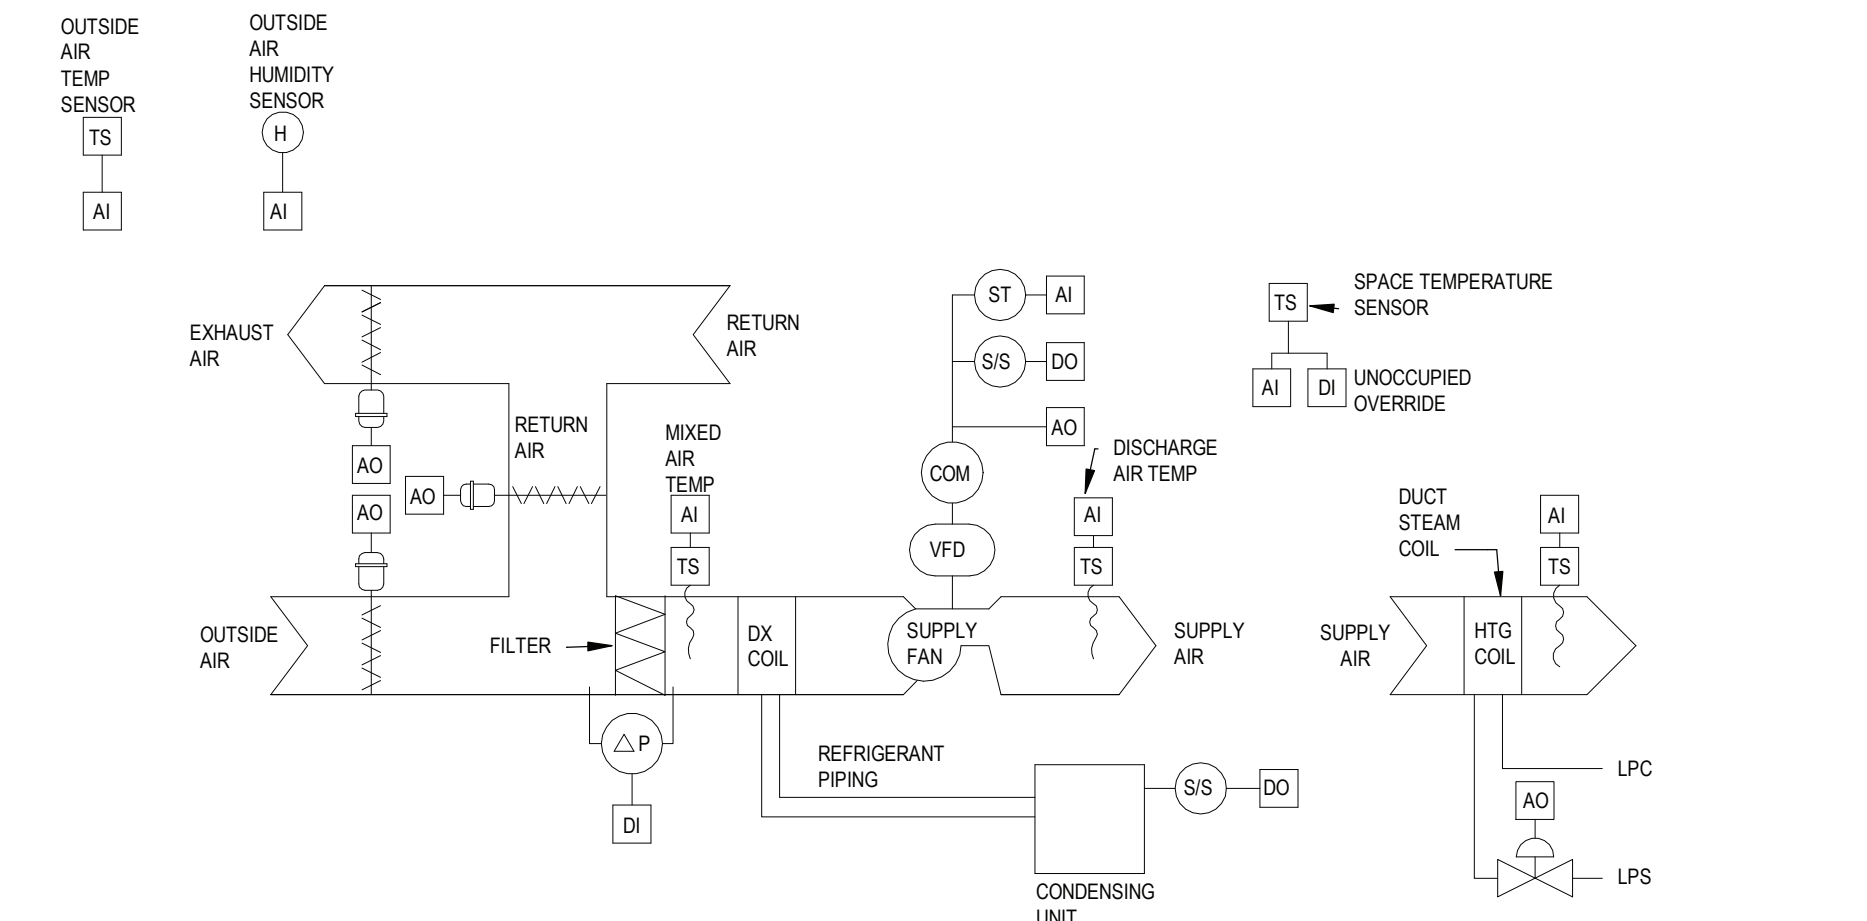 OUTSIDE
AIR
TEMP
SENSOR
TS
AI
OUTSIDE
AIR
HUMIDITY
SENSOR
H
AI
EXHAUST
AIR
RETURN
AIR
AO
AO
AO
RETURN
AIR
OUTSIDE
AIR
FILTER
MIXED
AIR
TEMP
AI
TS
△P
DI
DX
COIL
REFRIGERANT
PIPING
ST
AI
S/S
DO
AO
COM
VFD
SUPPLY
FAN
DISCHARGE
AIR TEMP
AI
TS
SUPPLY
AIR
CONDENSING
UNIT
S/S
DO
SPACE TEMPERATURE
SENSOR
TS
AI
DI
UNOCCUPIED
OVERRIDE
DUCT
STEAM
COIL
AI
TS
SUPPLY
AIR
HTG
COIL
LPC
AO
LPS